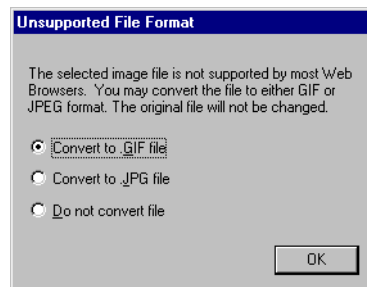 Unsupported File Format
The selected image file is not supported by most Web
Browsers. You may convert the file to either GIF or
JPEG format. The original file will not be changed.
Convert to .GIF file
Convert to .JPG file
Do not convert file
OK